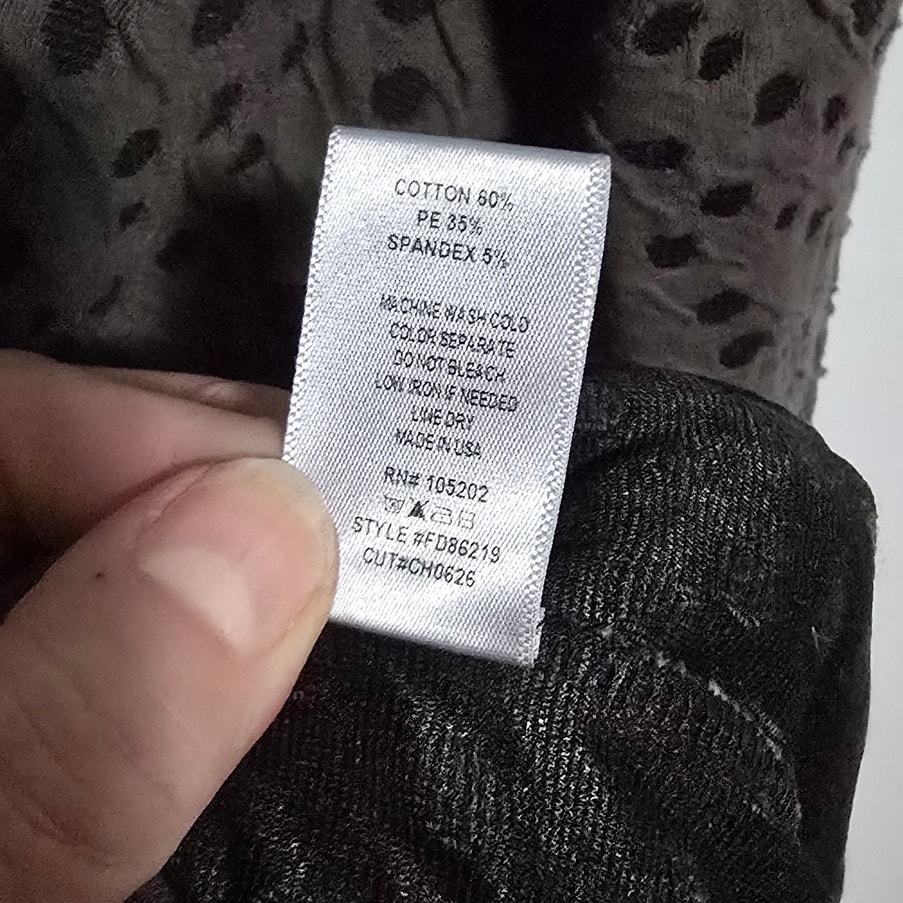 COTTON 60%
PE 35%
SPANDEX 5%
MACHINE WASH COLD
COLOR SEPARATE
DO NOT BLEACH
LOW IRON IF NEEDED
LINE DRY
MADE IN USA
RN# 105202
STYLE #FD86219
CUT#CH0626